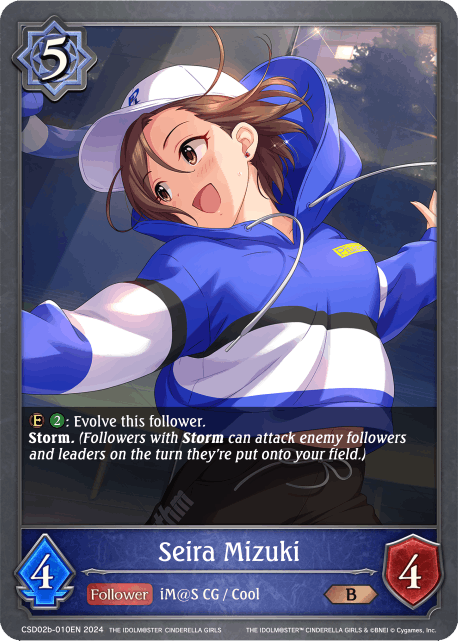 5
R
E 2: Evolve this follower.
Storm. (Followers with Storm can attack enemy followers
and leaders on the turn they're put onto your field.)
thm
Seira Mizuki
4 Follower iM@S CG / Cool B 4
CSD02b-010EN 2024 THE IDOLM@STER CINDERELLA GIRLS THE IDOLM@STER™ CINDERELLA GIRLS & ©BNEI © Cygames, Inc.